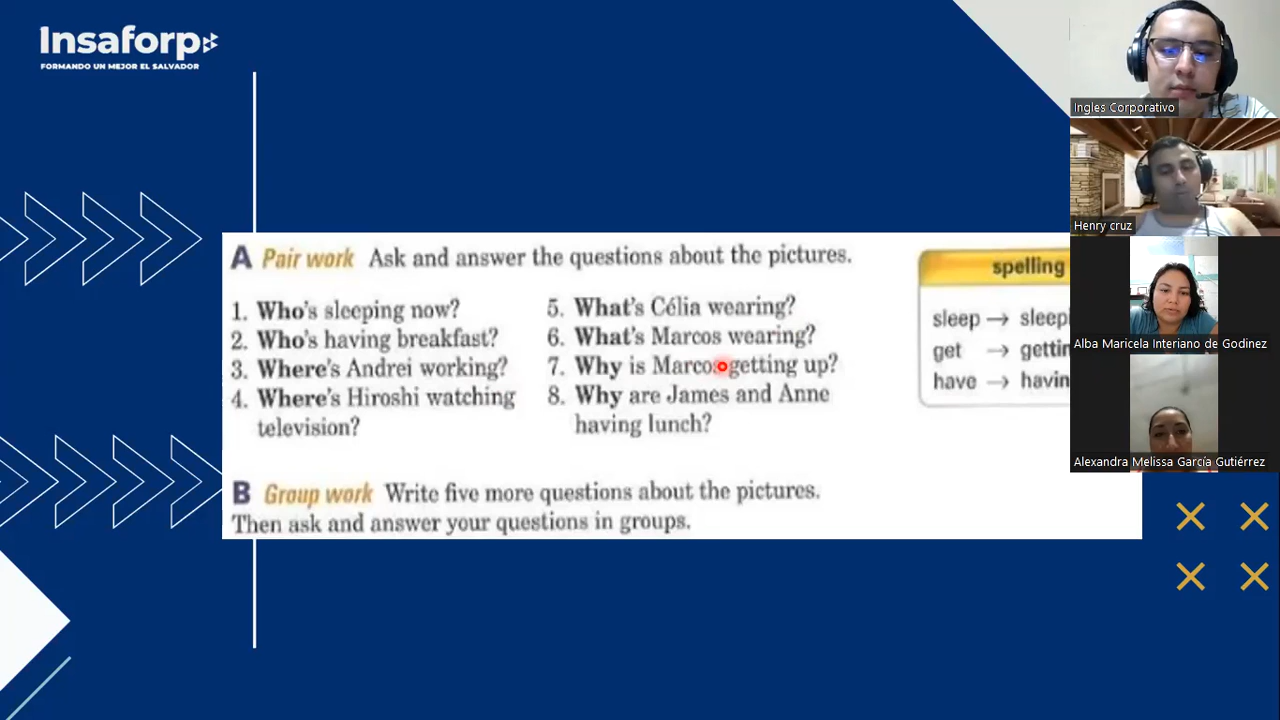 Insaforp
FORMANDO UN MEJOR EL SALVADOR
A Pair work Ask and answer the questions about the pictures.
1. Who's sleeping now?
2. Who's having breakfast?
3. Where's Andrei working?
4. Where's Hiroshi watching
television?
5. What's Célia wearing?
6. What's Marcos wearing?
7. Why is Marcos getting up?
8. Why are James and Anne
having lunch?
B Group work Write five more questions about the pictures.
Then ask and answer your questions in groups.
spelling
sleep → sleepi
get → gettin
have → havin
Ingles Corporativo
Henry cruz
Alba Maricela Interiano de Godinez
Alexandra Melissa García Gutiérrez